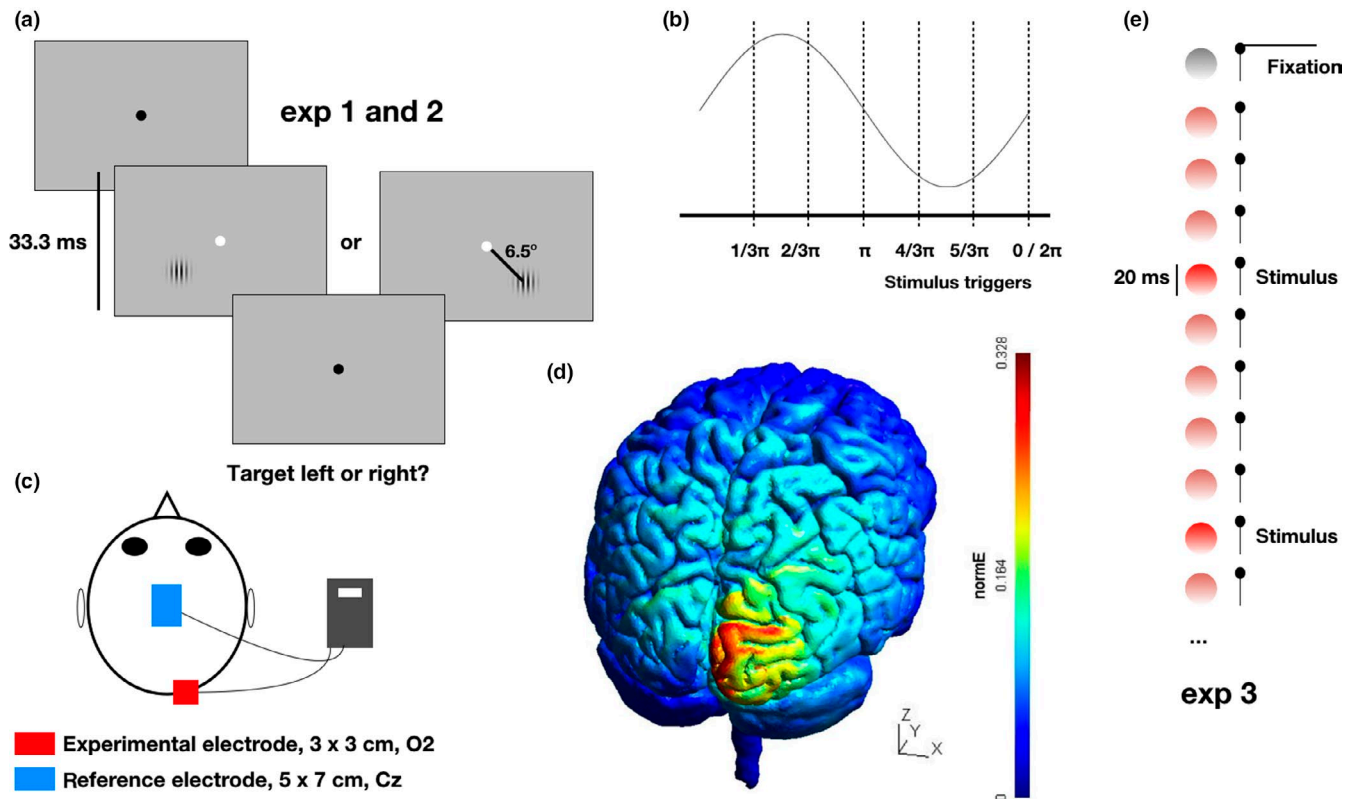 (a)
exp 1 and 2
33.3 ms
or
6.5°
Target left or right?
(b)
1/3π 2/3π π 4/3π 5/3π 0 / 2π
Stimulus triggers
(c)
Experimental electrode, 3 x 3 cm, O2
Reference electrode, 5 x 7 cm, Cz
(d)
0.328
0.164
0
normE
Z
Y
X
(e)
Fixation
20 ms
Stimulus
Stimulus
...
exp 3